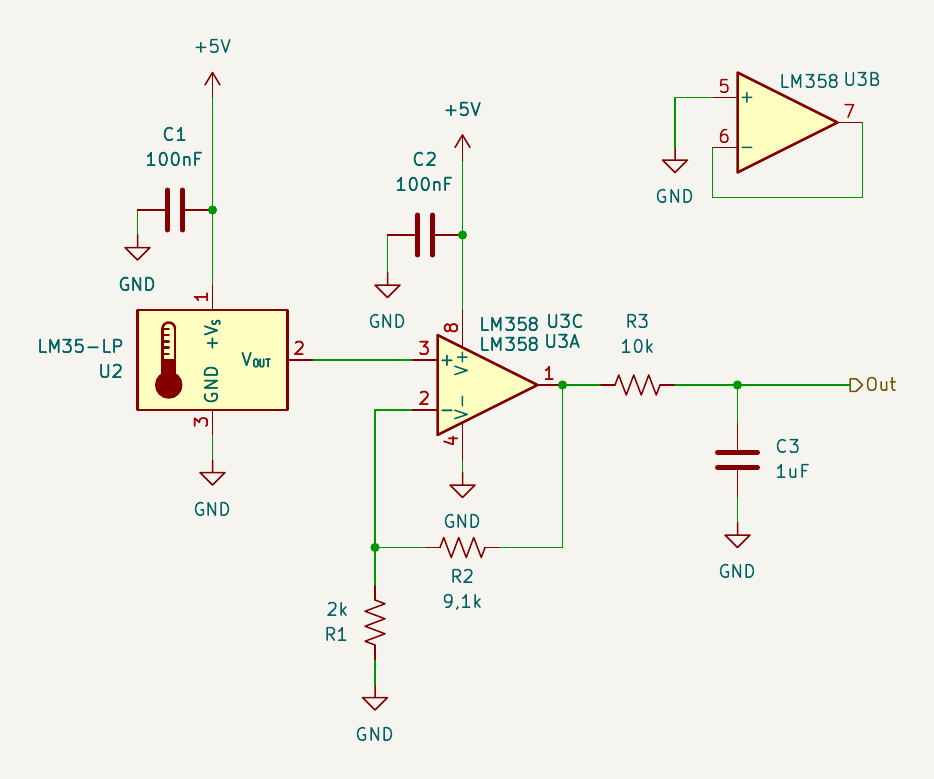 +5V
C1
100nF
GND
LM35-LP
U2
1
+Vs
VOUT
GND
2
3
GND
+5V
C2
100nF
GND
8
LM358 U3C
LM358 U3A
3
+
V+
2
−
V−
4
1
GND
R2
9,1k
2k
R1
GND
R3
10k
Out
C3
1uF
GND
LM358 U3B
5
+
6
−
7
GND